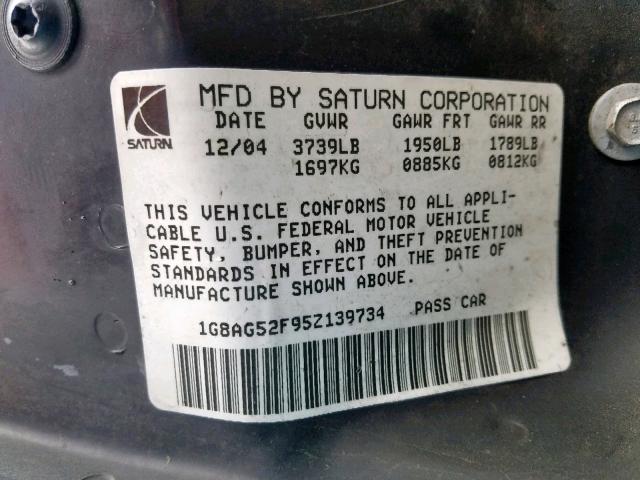 SATURN
MFD BY SATURN CORPORATION
DATE GVWR GAWR FRT GAWR RR
12/04 3739LB 1950LB 1789LB
1697KG 0885KG 0812KG
THIS VEHICLE CONFORMS TO ALL APPLI-
CABLE U.S. FEDERAL MOTOR VEHICLE
SAFETY, BUMPER, AND THEFT PREVENTION
STANDARDS IN EFFECT ON THE DATE OF
MANUFACTURE SHOWN ABOVE.
1G8AG52F95Z139734 PASS CAR